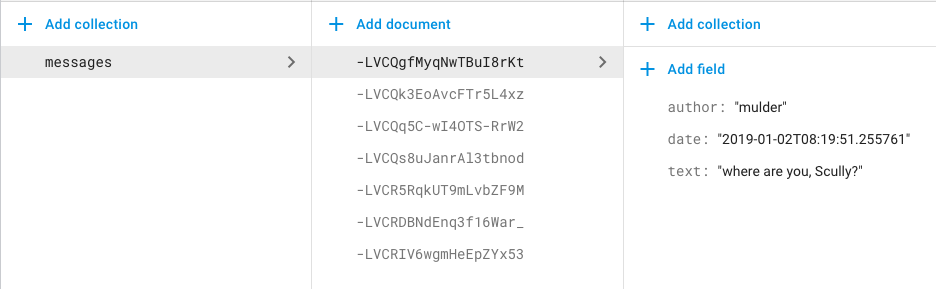 Add collection
messages
Add document
-LVCQgfMyqNwTBuI8rKt
-LVCQk3EoAvcFTr5L4xz
-LVCQq5C-wI4OTS-RrW2
-LVCQs8uJanrAl3tbnod
-LVCR5RqkUT9mLvbZF9M
-LVCRDBNdEnq3f16War_
-LVCRIV6wgmHeEpZYx53
Add collection
Add field
author: "mulder"
date: "2019-01-02T08:19:51.255761"
text: "where are you, Scully?"